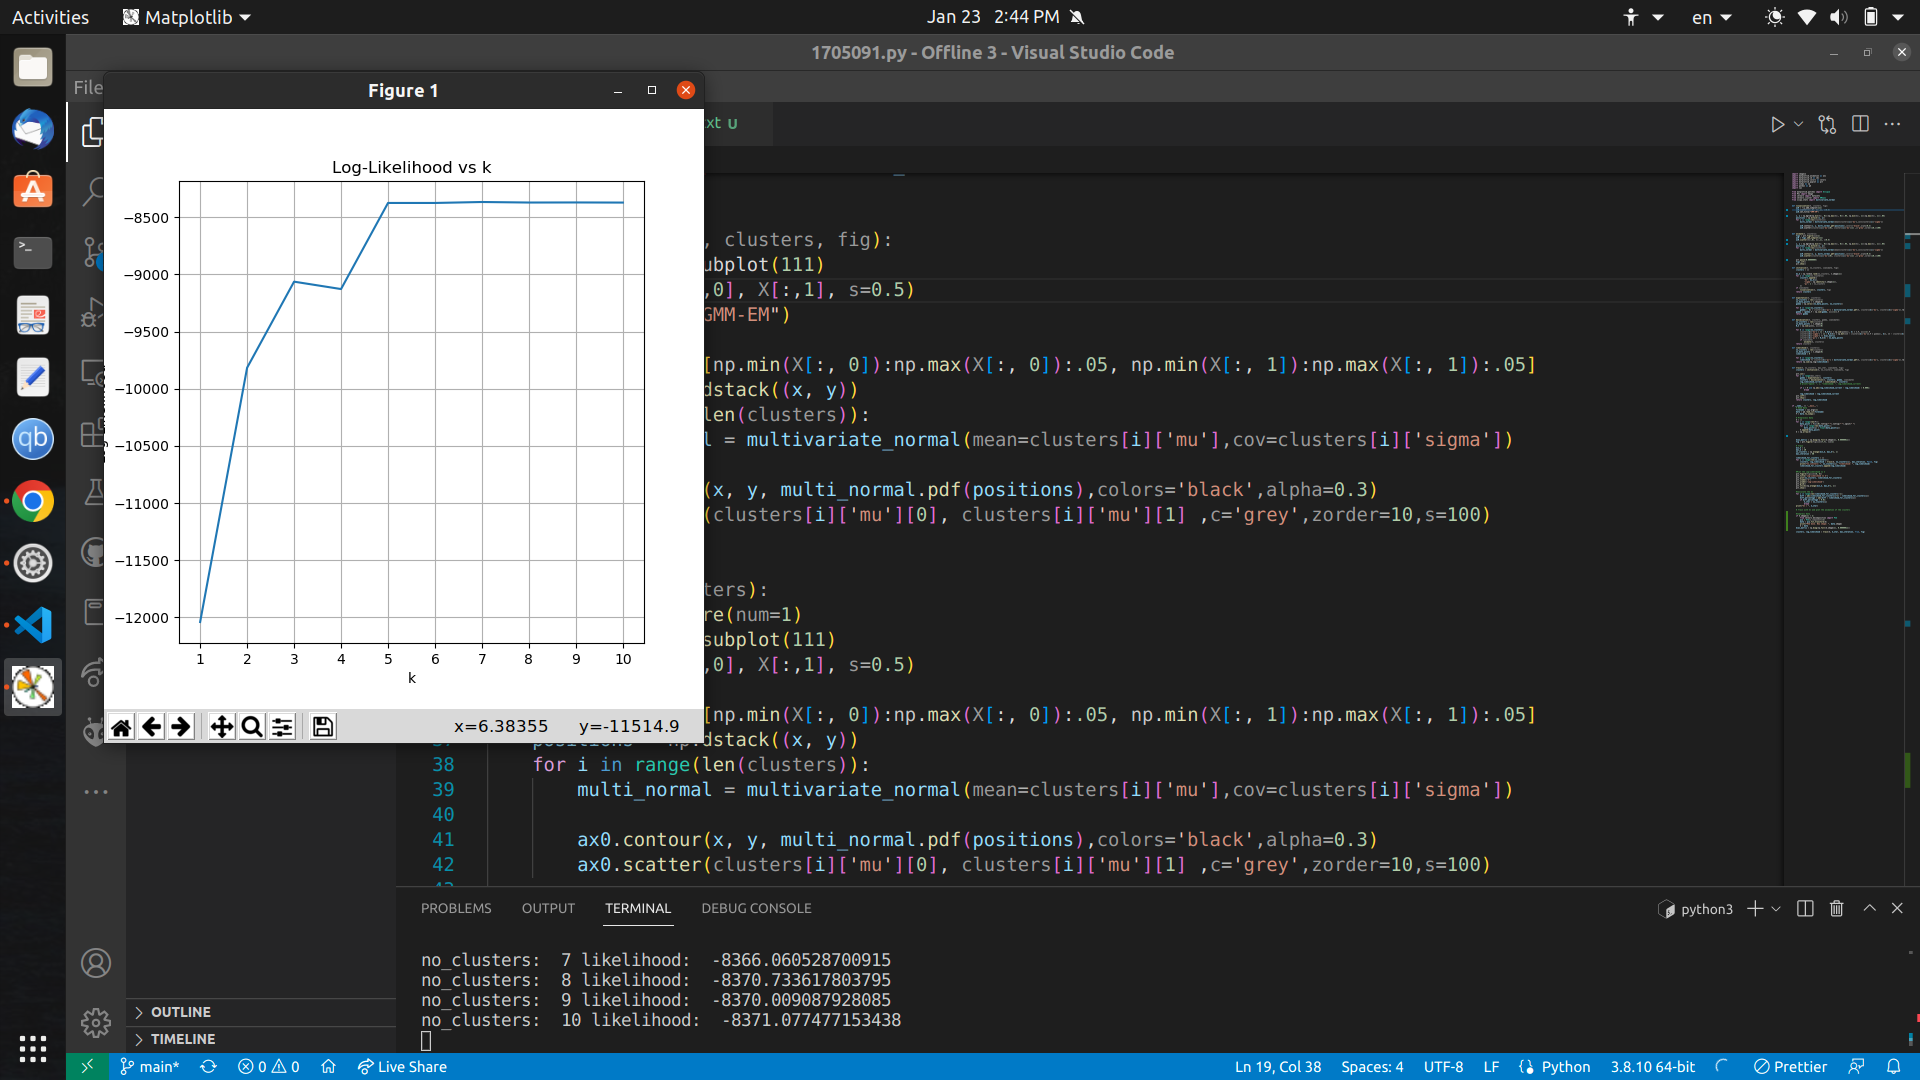 Activities
Matplotlib
Jan 23 2:44 PM
en
1705091.py - Offline 3 - Visual Studio Code
File
Figure 1
xt U
Log-Likelihood vs k
−8500
−9000
−9500
−10000
−10500
−11000
−11500
−12000
1 2 3 4 5 6 7 8 9 10
k
x=6.38355 y=-11514.9
, clusters, fig):
ubplot(111)
,0], X[:,1], s=0.5)
GMM-EM")
[np.min(X[:, 0]):np.max(X[:, 0]):.05, np.min(X[:, 1]):np.max(X[:, 1]):.05]
dstack((x, y))
len(clusters)):
l = multivariate_normal(mean=clusters[i]['mu'],cov=clusters[i]['sigma'])
(x, y, multi_normal.pdf(positions),colors='black',alpha=0.3)
(clusters[i]['mu'][0], clusters[i]['mu'][1] ,c='grey',zorder=10,s=100)
ters):
re(num=1)
subplot(111)
,0], X[:,1], s=0.5)
[np.min(X[:, 0]):np.max(X[:, 0]):.05, np.min(X[:, 1]):np.max(X[:, 1]):.05]
dstack((x, y))
38 for i in range(len(clusters)):
39 multi_normal = multivariate_normal(mean=clusters[i]['mu'],cov=clusters[i]['sigma'])
40
41 ax0.contour(x, y, multi_normal.pdf(positions),colors='black',alpha=0.3)
42 ax0.scatter(clusters[i]['mu'][0], clusters[i]['mu'][1] ,c='grey',zorder=10,s=100)
PROBLEMS OUTPUT TERMINAL DEBUG CONSOLE
python3
no_clusters:  7 likelihood:  -8366.060528700915
no_clusters:  8 likelihood:  -8370.733617803795
no_clusters:  9 likelihood:  -8370.009087928085
no_clusters:  10 likelihood:  -8371.077477153438
OUTLINE
TIMELINE
main* 0 0 Live Share
Ln 19, Col 38 Spaces: 4 UTF-8 LF Python 3.8.10 64-bit Prettier